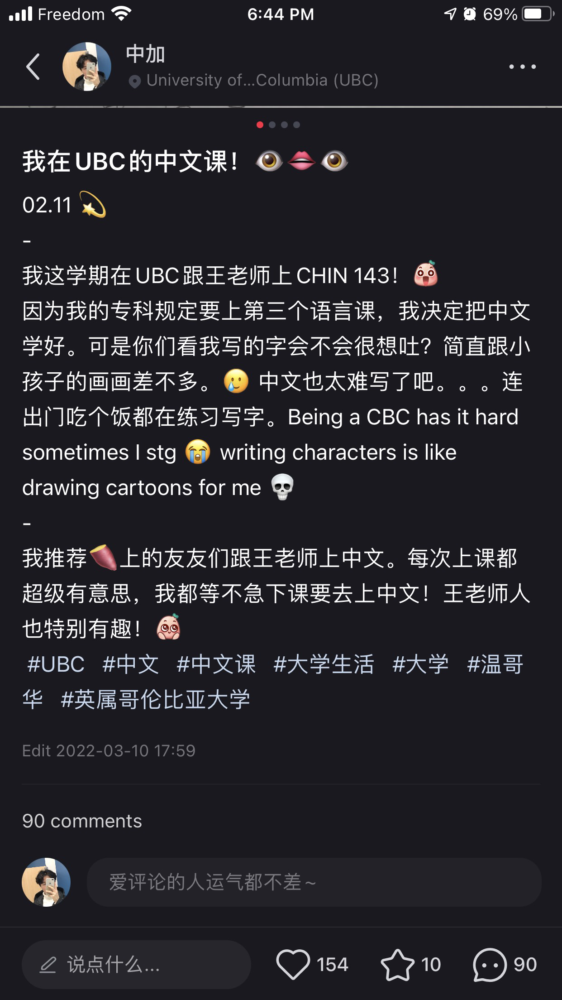 Freedom 6:44 PM 69%
中加
University of...Columbia (UBC)
我在UBC的中文课！👁👄👁
02.11 💫
-
我这学期在UBC跟王老师上CHIN 143！
因为我的专科规定要上第三个语言课，我决定把中文
学好。可是你们看我写的字会不会很想吐？简直跟小
孩子的画画差不多。🥲 中文也太难写了吧。。。连
出门吃个饭都在练习写字。Being a CBC has it hard
sometimes I stg 😭 writing characters is like
drawing cartoons for me 💀
-
我推荐🍠上的友友们跟王老师上中文。每次上课都
超级有意思，我都等不急下课要去上中文！王老师人
也特别有趣！
#UBC #中文 #中文课 #大学生活 #大学 #温哥
华 #英属哥伦比亚大学
Edit 2022-03-10 17:59
90 comments
爱评论的人运气都不差~
说点什么... 154 10 90